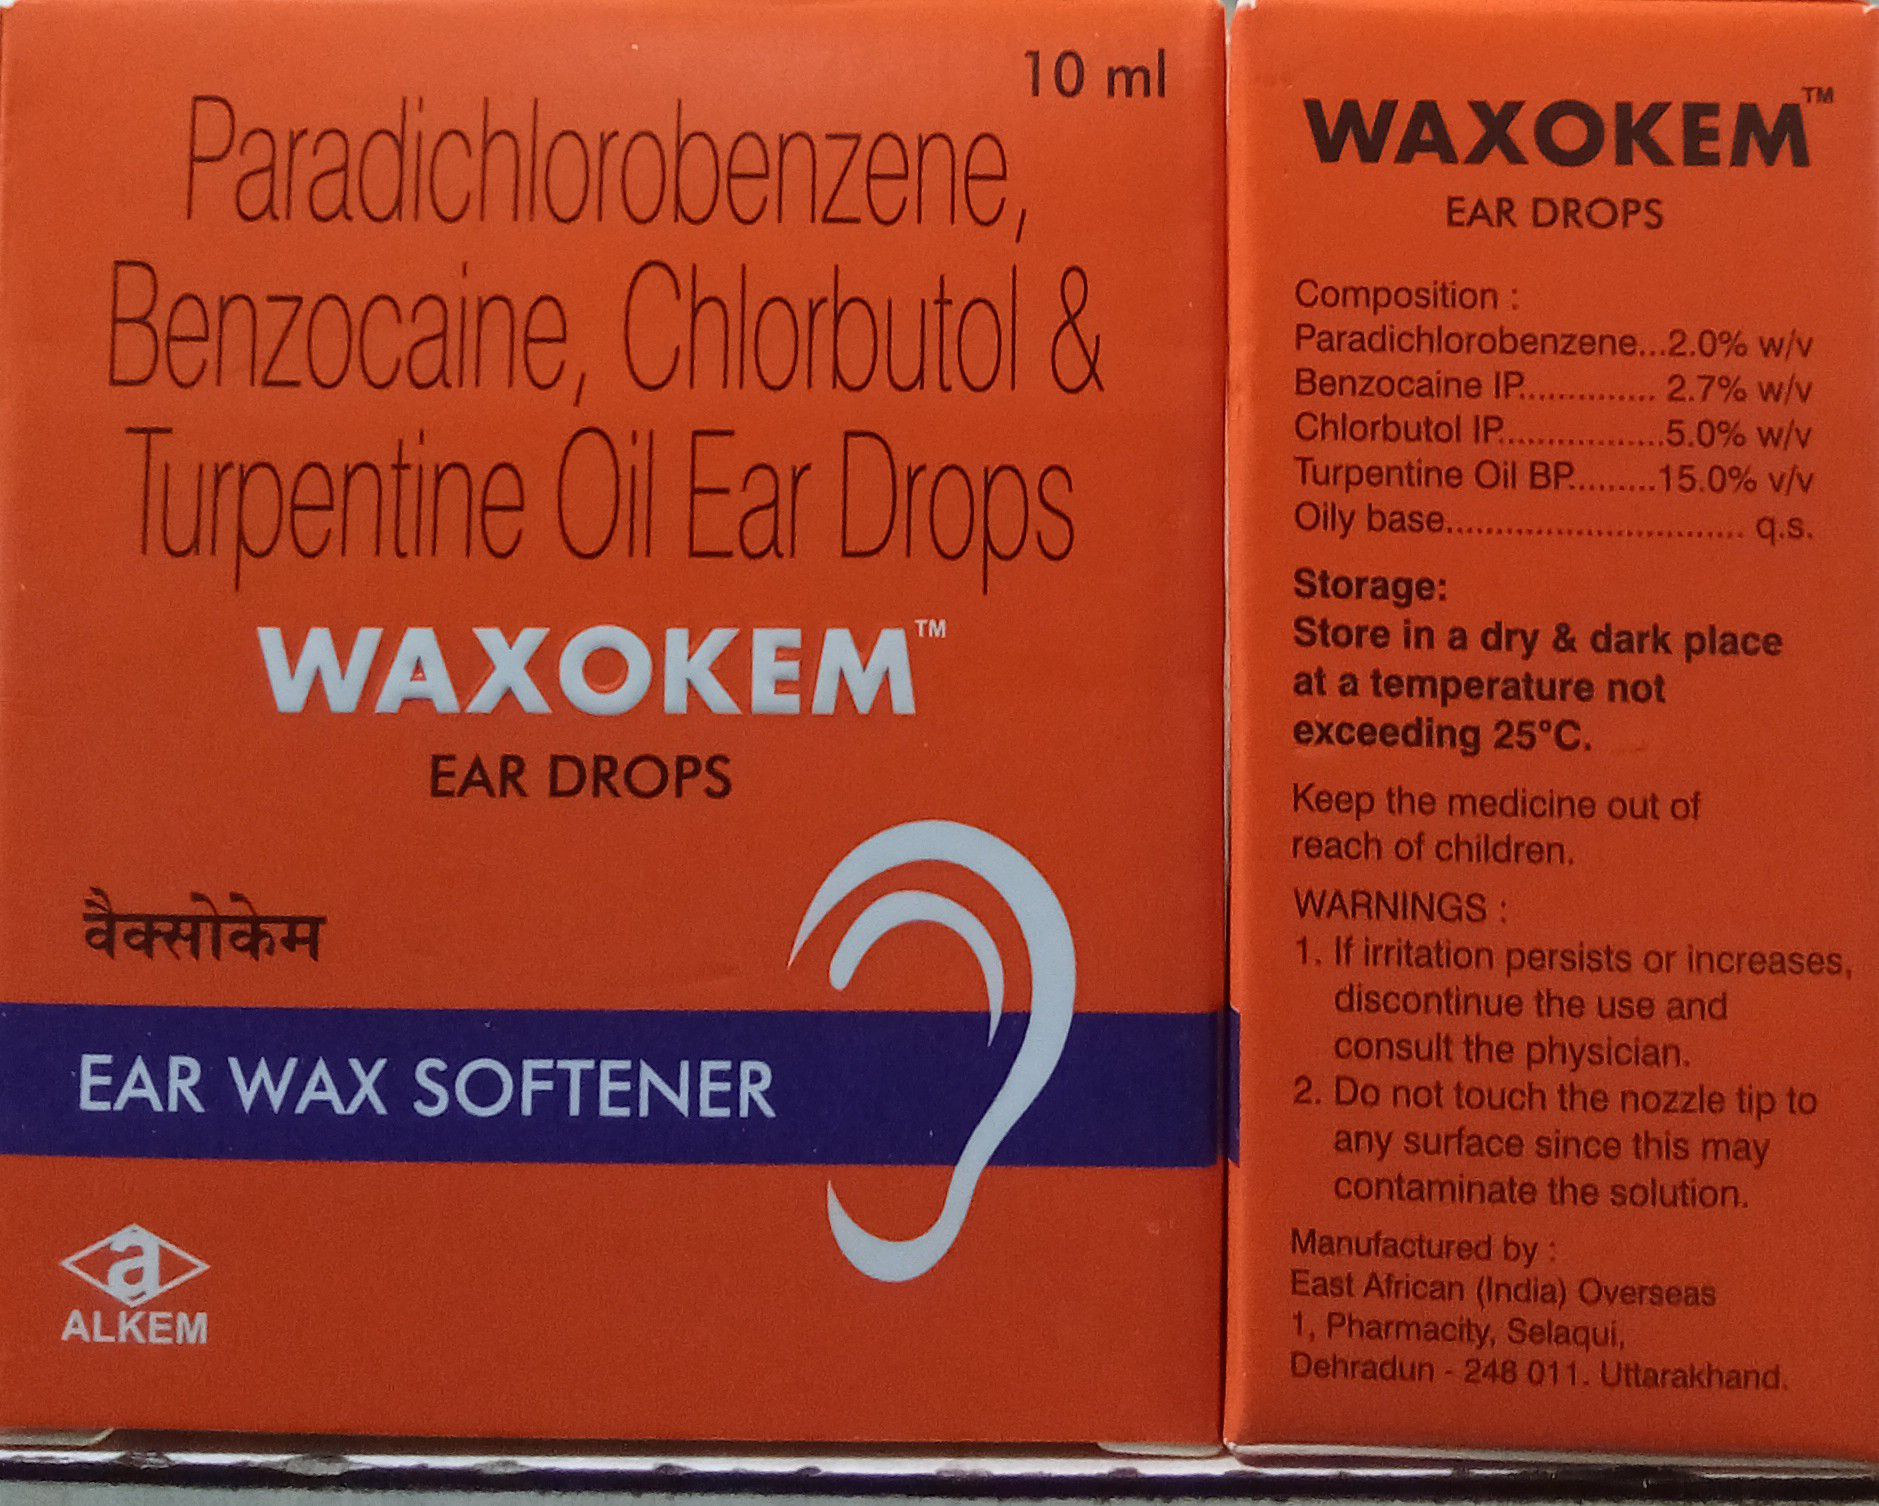 10 ml
Paradichlorobenzene,
Benzocaine, Chlorbutol &
Turpentine Oil Ear Drops
WAXOKEM™
EAR DROPS
वैक्सोकेम
EAR WAX SOFTENER
a
ALKEM
WAXOKEM™
EAR DROPS
Composition :
Paradichlorobenzene...2.0% w/v
Benzocaine IP.............. 2.7% w/v
Chlorbutol IP.................5.0% w/v
Turpentine Oil BP.........15.0% v/v
Oily base.............................. q.s.
Storage:
Store in a dry & dark place
at a temperature not
exceeding 25°C.
Keep the medicine out of
reach of children.
WARNINGS :
1. If irritation persists or increases,
discontinue the use and
consult the physician.
2. Do not touch the nozzle tip to
any surface since this may
contaminate the solution.
Manufactured by :
East African (India) Overseas
1, Pharmacity, Selaqui,
Dehradun - 248 011. Uttarakhand.